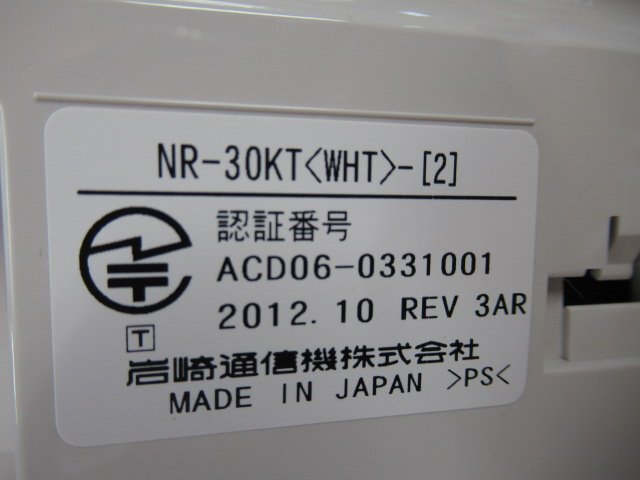 NR-30KT<WHT>-[2]
認証番号
ACD06-0331001
2012.10 REV 3AR
T
岩崎通信機株式会社
MADE IN JAPAN >PS<